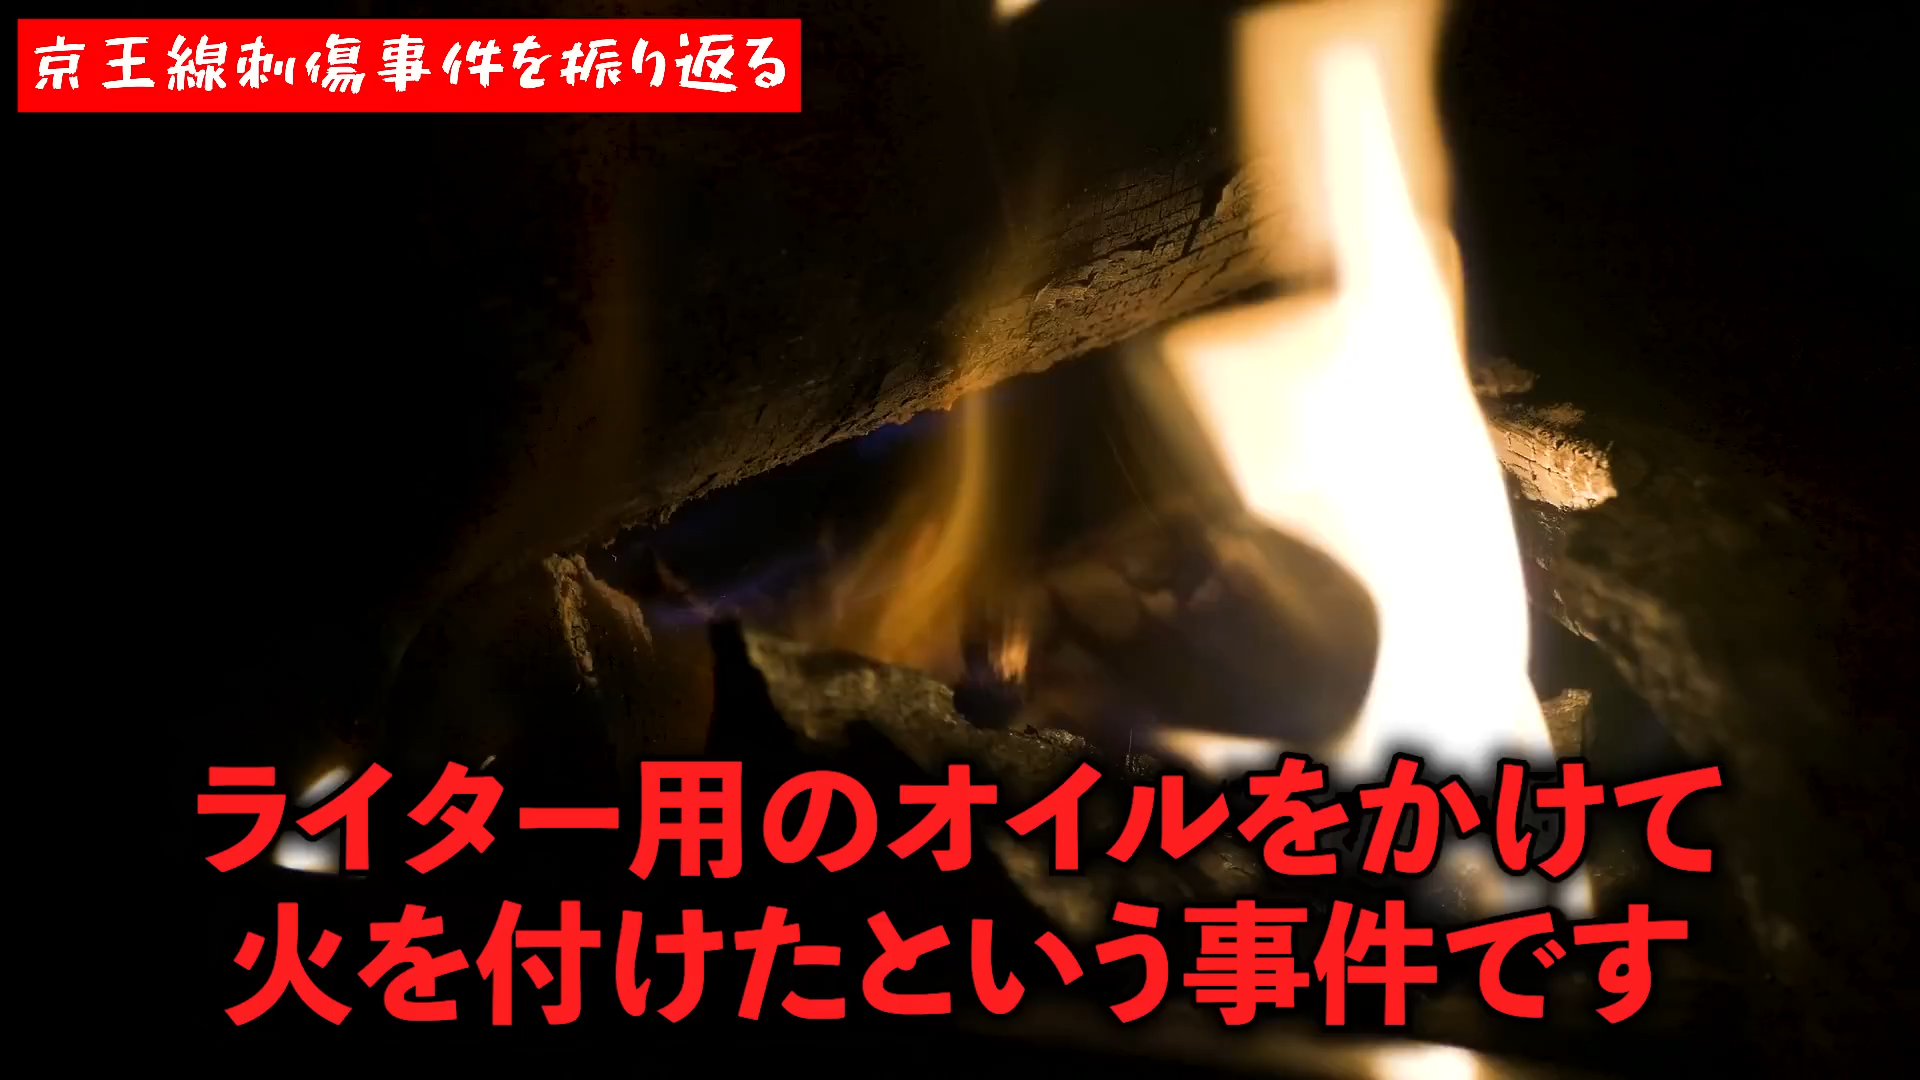 京王線刺傷事件を振り返る
ライター用のオイルをかけて
火を付けたという事件です